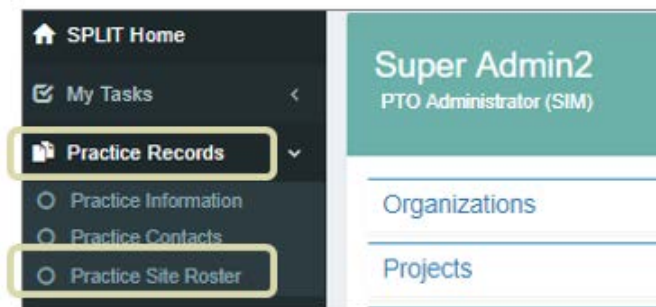 SPLIT Home
My Tasks
Practice Records
Practice Information
Practice Contacts
Practice Site Roster
Super Admin2
PTO Administrator (SIM)
Organizations
Projects